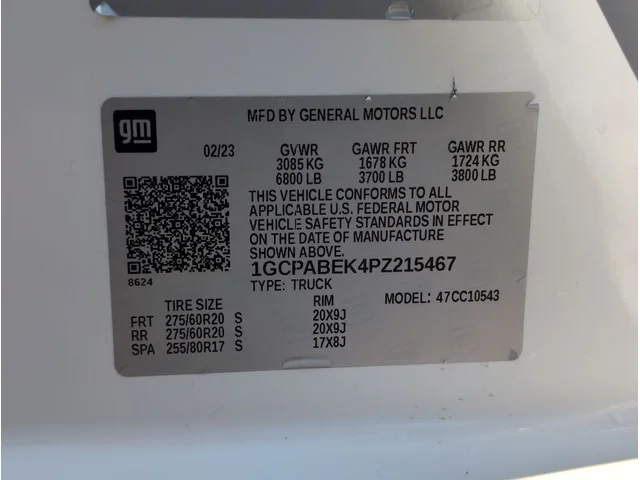 gm
MFD BY GENERAL MOTORS LLC
02/23 GVWR GAWR FRT GAWR RR
3085 KG 1678 KG 1724 KG
6800 LB 3700 LB 3800 LB
THIS VEHICLE CONFORMS TO ALL
APPLICABLE U.S. FEDERAL MOTOR
VEHICLE SAFETY STANDARDS IN EFFECT
ON THE DATE OF MANUFACTURE
SHOWN ABOVE.
8624
1GCPABEK4PZ215467
TYPE: TRUCK
TIRE SIZE RIM MODEL: 47CC10543
FRT 275/60R20 S 20X9J
RR 275/60R20 S 20X9J
SPA 255/80R17 S 17X8J